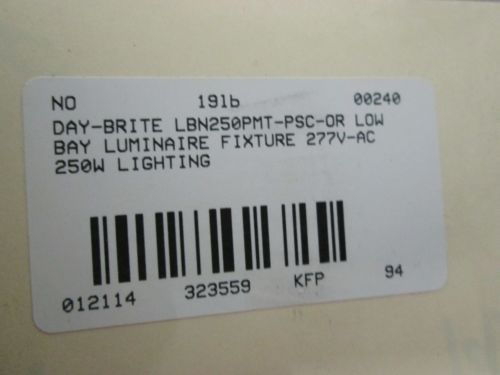 NO 19lb 00240
DAY-BRITE LBN250PMT-PSC-OR LOW
BAY LUMINAIRE FIXTURE 277V-AC
250W LIGHTING
012114 323559 KFP 94